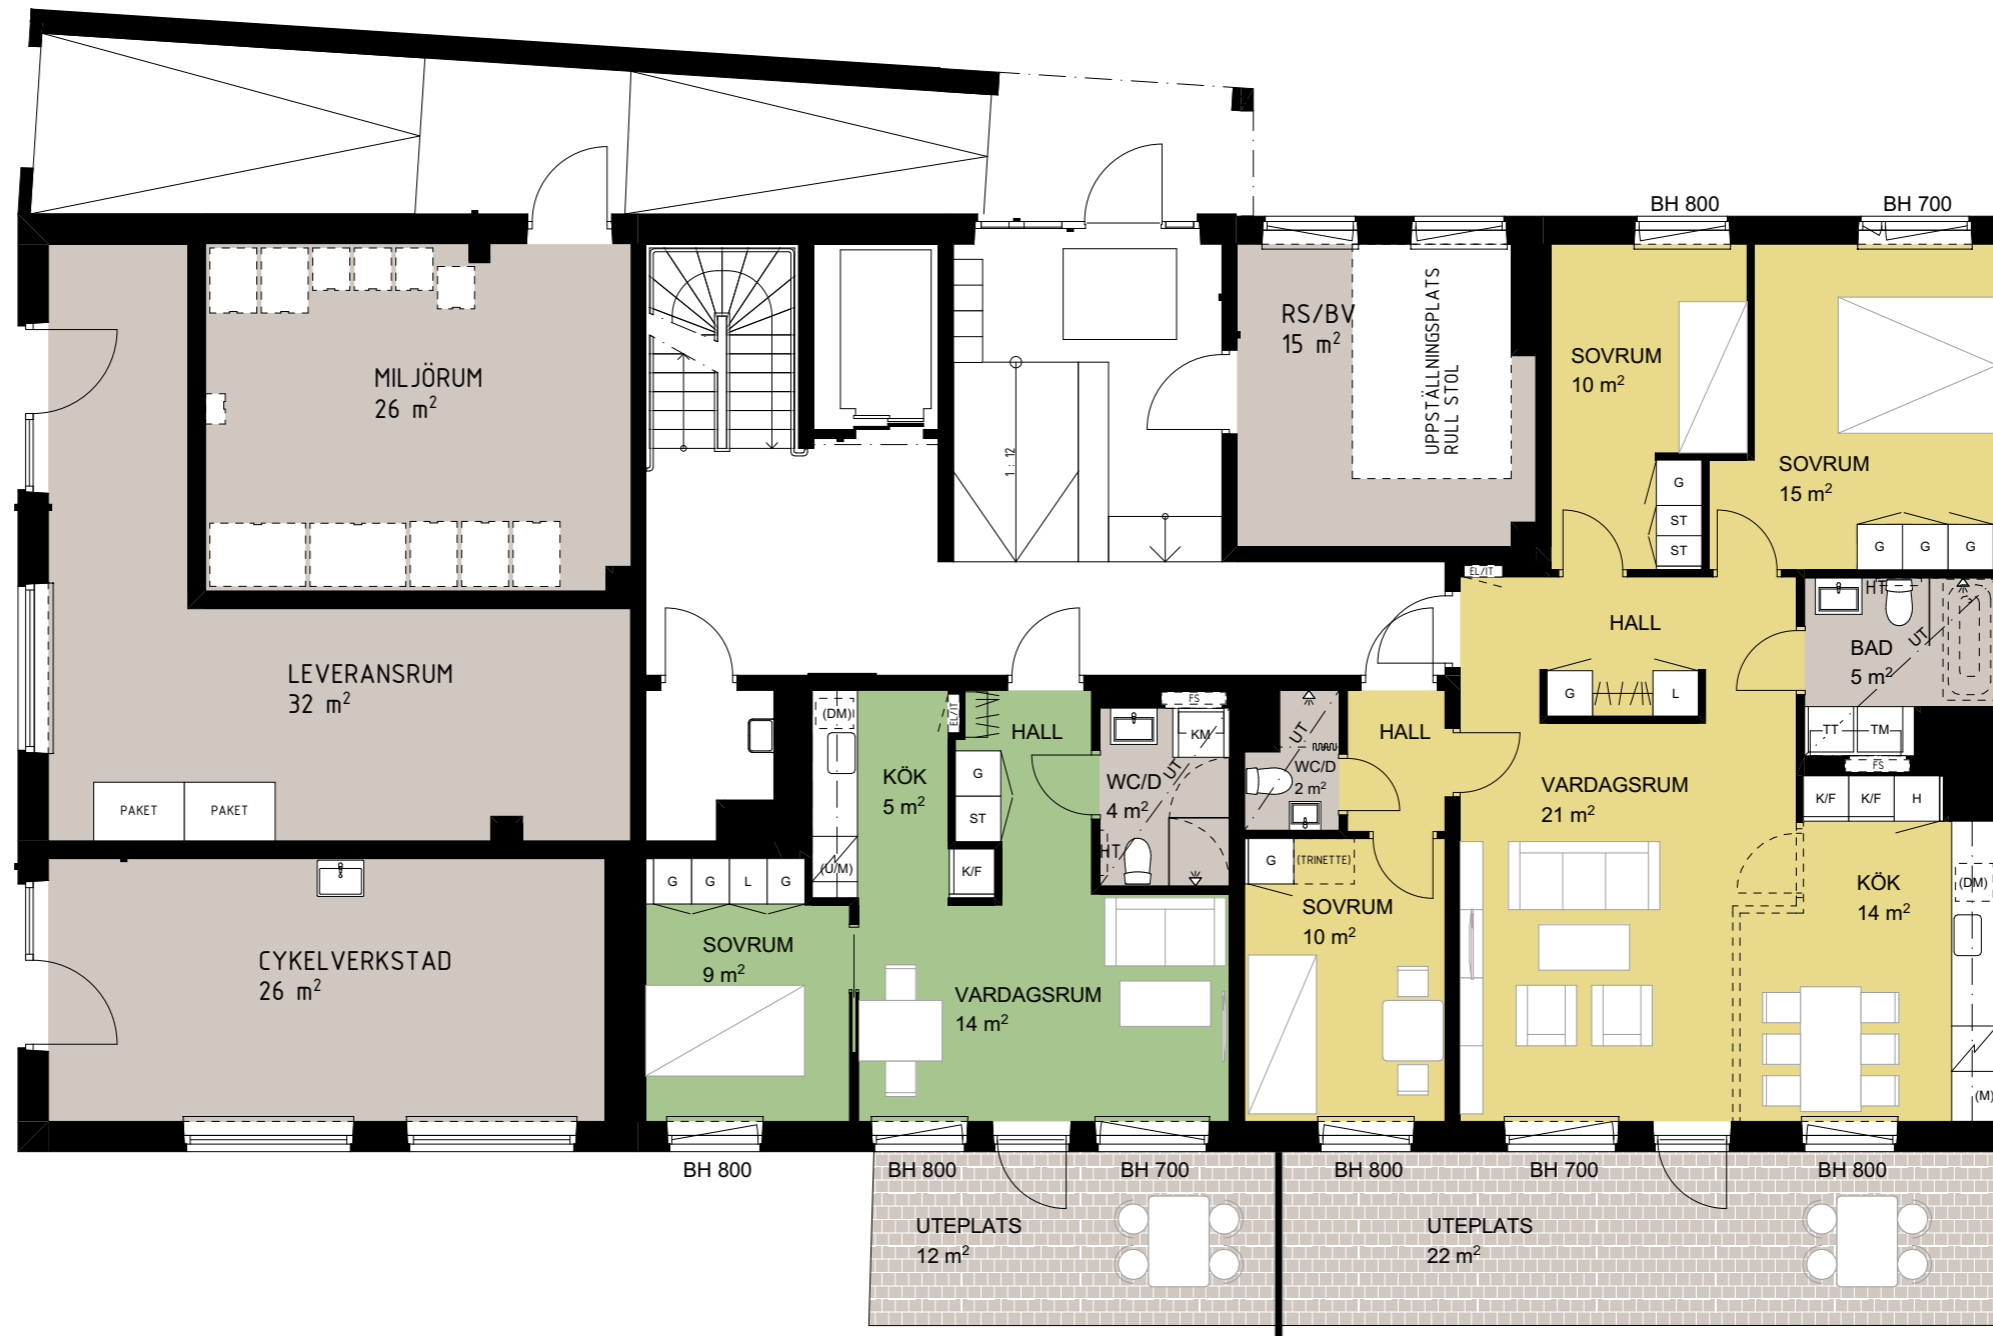 BH 800
BH 700
MILJÖRUM
26 m²
RS/BV
15 m²
UPPSTÄLLNINGSPLATS
RULL STOL
1 : 12
SOVRUM
10 m²
G
ST
ST
SOVRUM
15 m²
G
G
G
EL/IT
HALL
G
L
HT
UT
BAD
5 m²
TT
TM
FS
LEVERANSRUM
32 m²
PAKET
PAKET
(DM)
KÖK
5 m²
(U/M)
EL/IT
HALL
G
ST
K/F
FS
KM
UT
WC/D
4 m²
HT
UT
WC/D
2 m²
HALL
G
(TRINETTE)
SOVRUM
10 m²
VARDAGSRUM
21 m²
K/F
K/F
H
KÖK
14 m²
(DM)
(M)
G
G
L
G
SOVRUM
9 m²
VARDAGSRUM
14 m²
CYKELVERKSTAD
26 m²
BH 800
BH 800
BH 700
BH 800
BH 700
BH 800
UTEPLATS
12 m²
UTEPLATS
22 m²